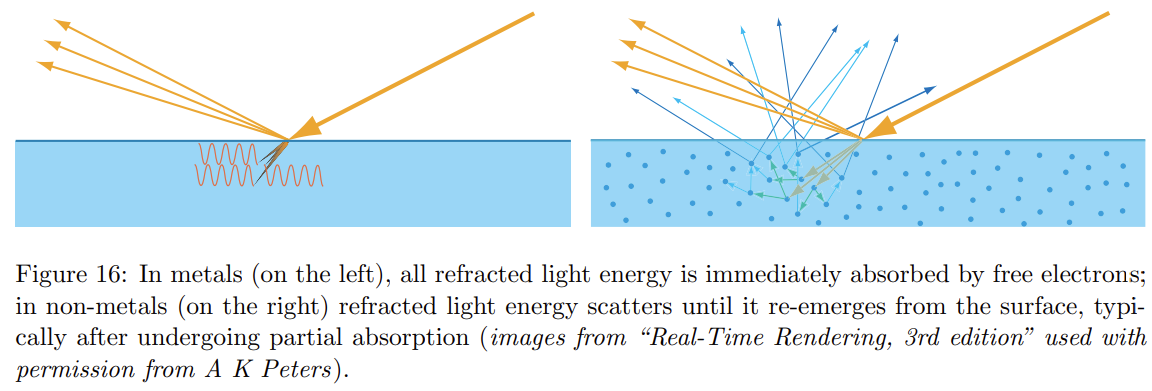 Figure 16: In metals (on the left), all refracted light energy is immediately absorbed by free electrons;
in non-metals (on the right) refracted light energy scatters until it re-emerges from the surface, typi-
cally after undergoing partial absorption (images from “Real-Time Rendering, 3rd edition” used with
permission from A K Peters).